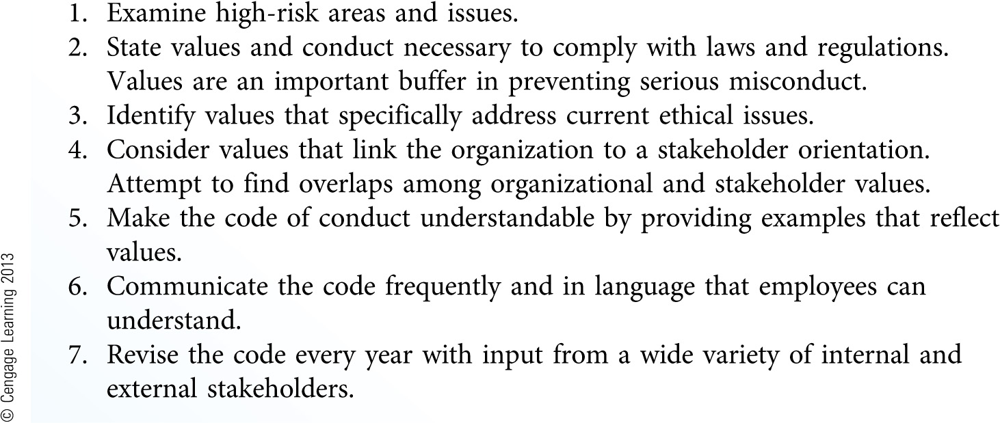 1. Examine high-risk areas and issues.
2. State values and conduct necessary to comply with laws and regulations.
Values are an important buffer in preventing serious misconduct.
3. Identify values that specifically address current ethical issues.
4. Consider values that link the organization to a stakeholder orientation.
Attempt to find overlaps among organizational and stakeholder values.
5. Make the code of conduct understandable by providing examples that reflect
values.
6. Communicate the code frequently and in language that employees can
understand.
7. Revise the code every year with input from a wide variety of internal and
external stakeholders.
© Cengage Learning 2013